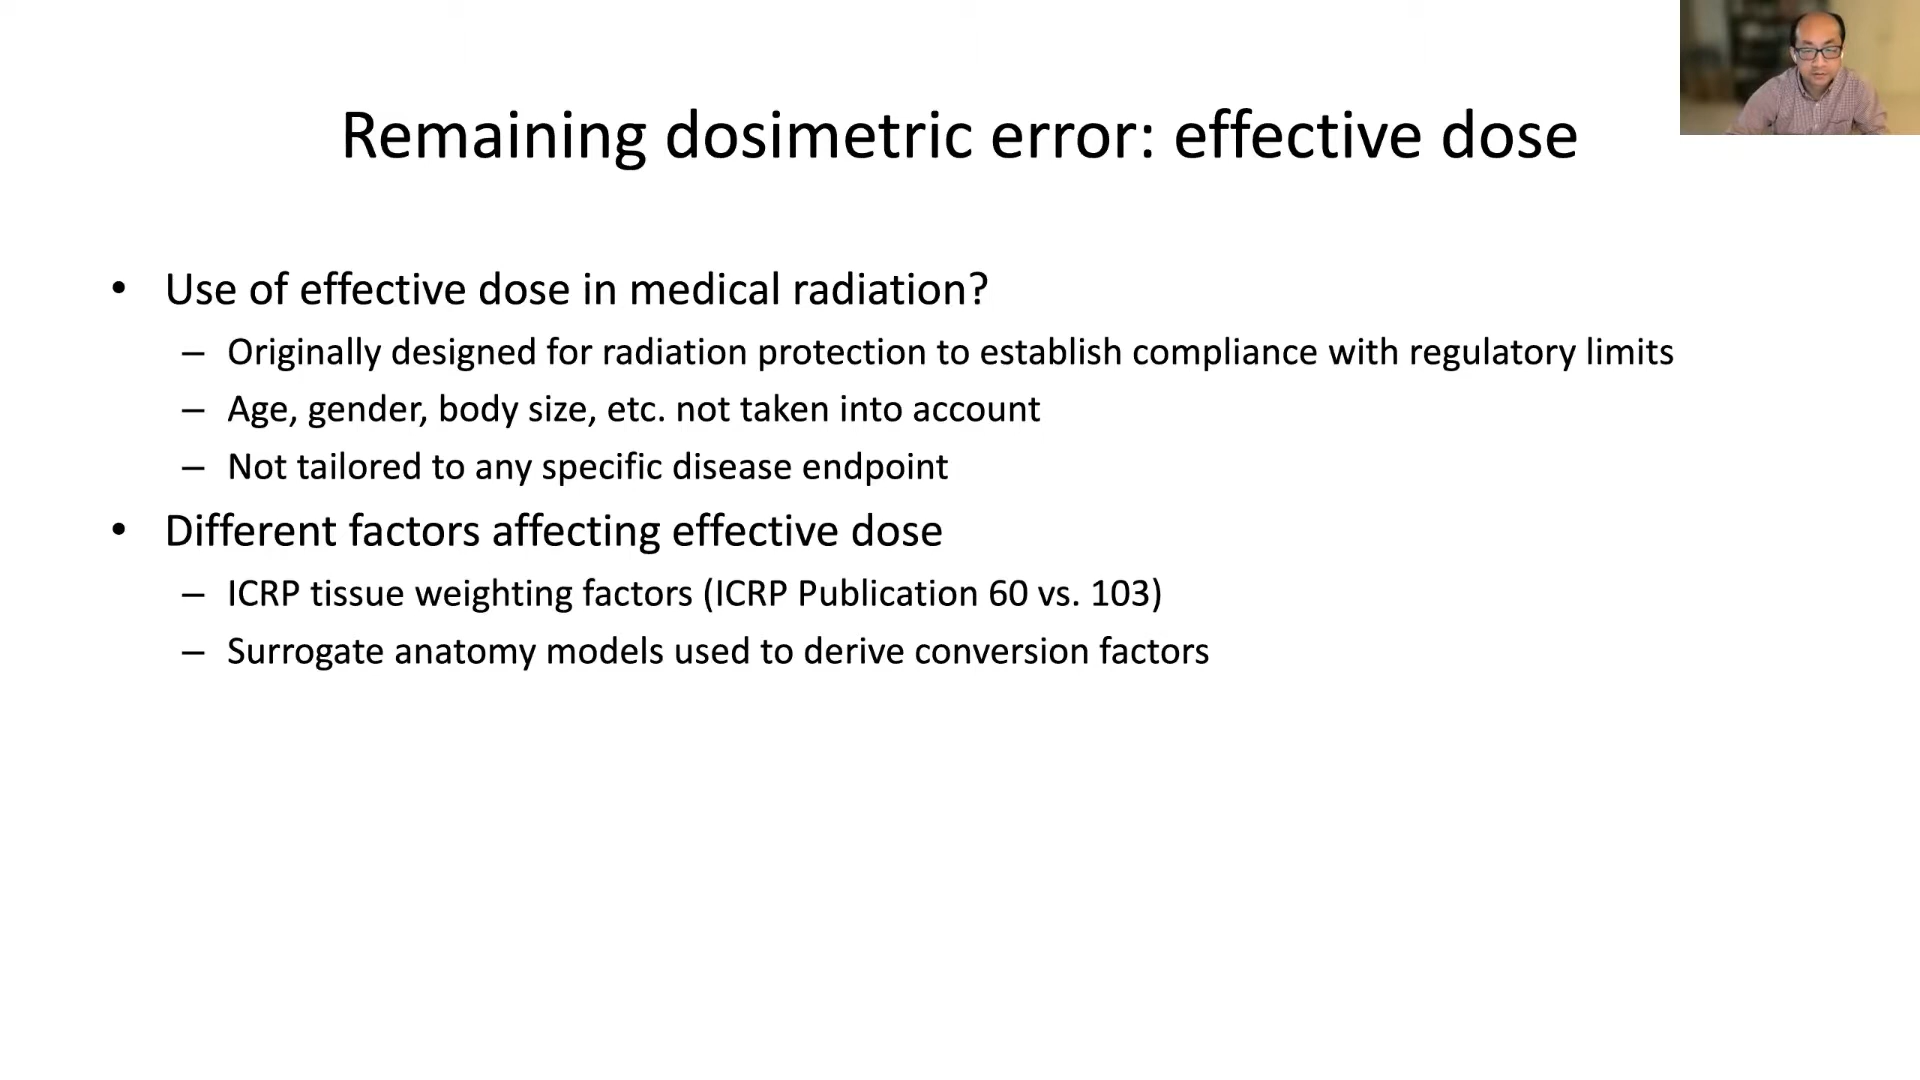 Remaining dosimetric error: effective dose
• Use of effective dose in medical radiation?
– Originally designed for radiation protection to establish compliance with regulatory limits
– Age, gender, body size, etc. not taken into account
– Not tailored to any specific disease endpoint
• Different factors affecting effective dose
– ICRP tissue weighting factors (ICRP Publication 60 vs. 103)
– Surrogate anatomy models used to derive conversion factors